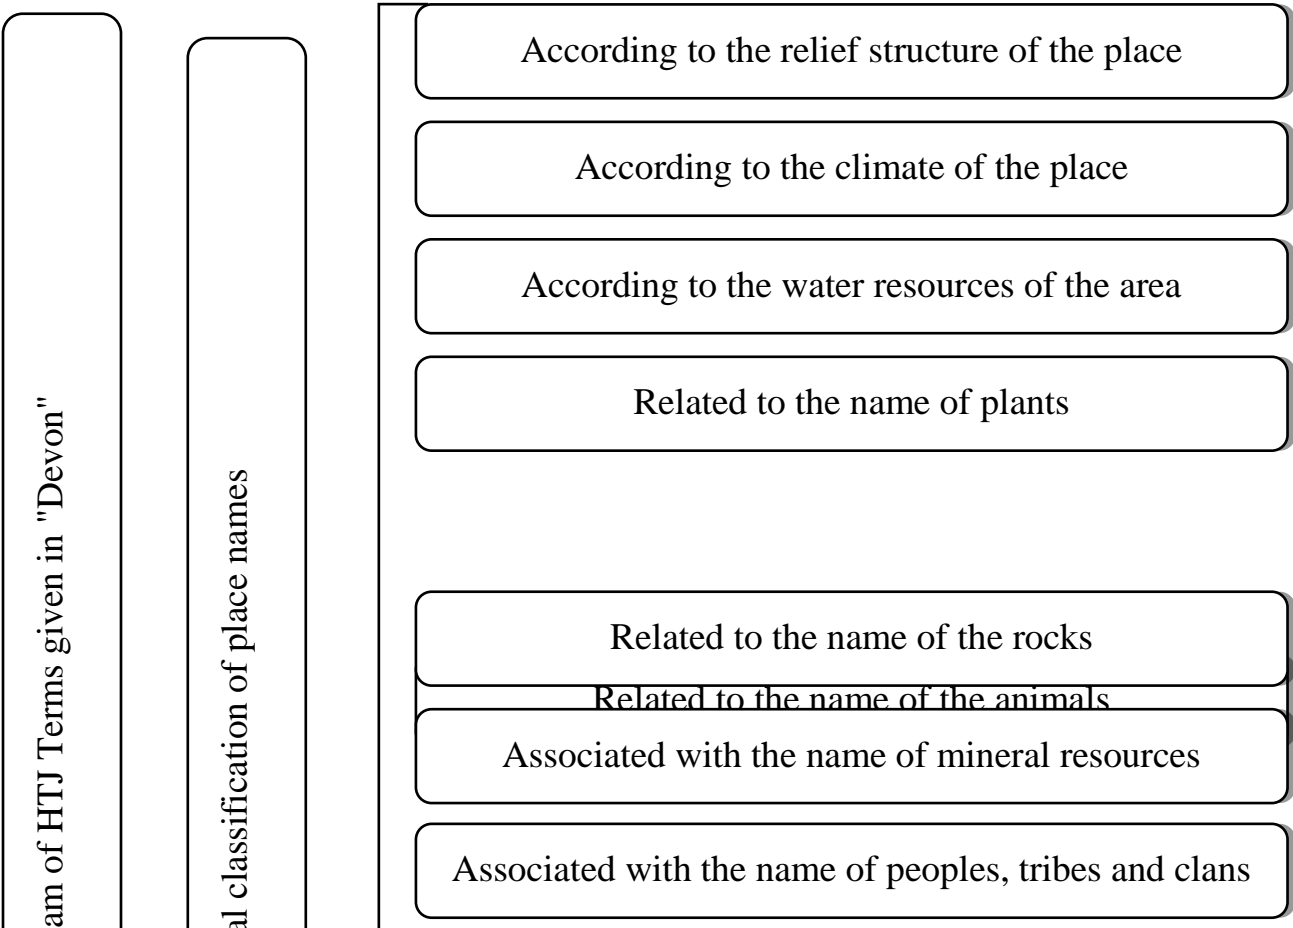 am of HTJ Terms given in "Devon"
al classification of place names
According to the relief structure of the place
According to the climate of the place
According to the water resources of the area
Related to the name of plants
Related to the name of the rocks
Related to the name of the animals
Associated with the name of mineral resources
Associated with the name of peoples, tribes and clans